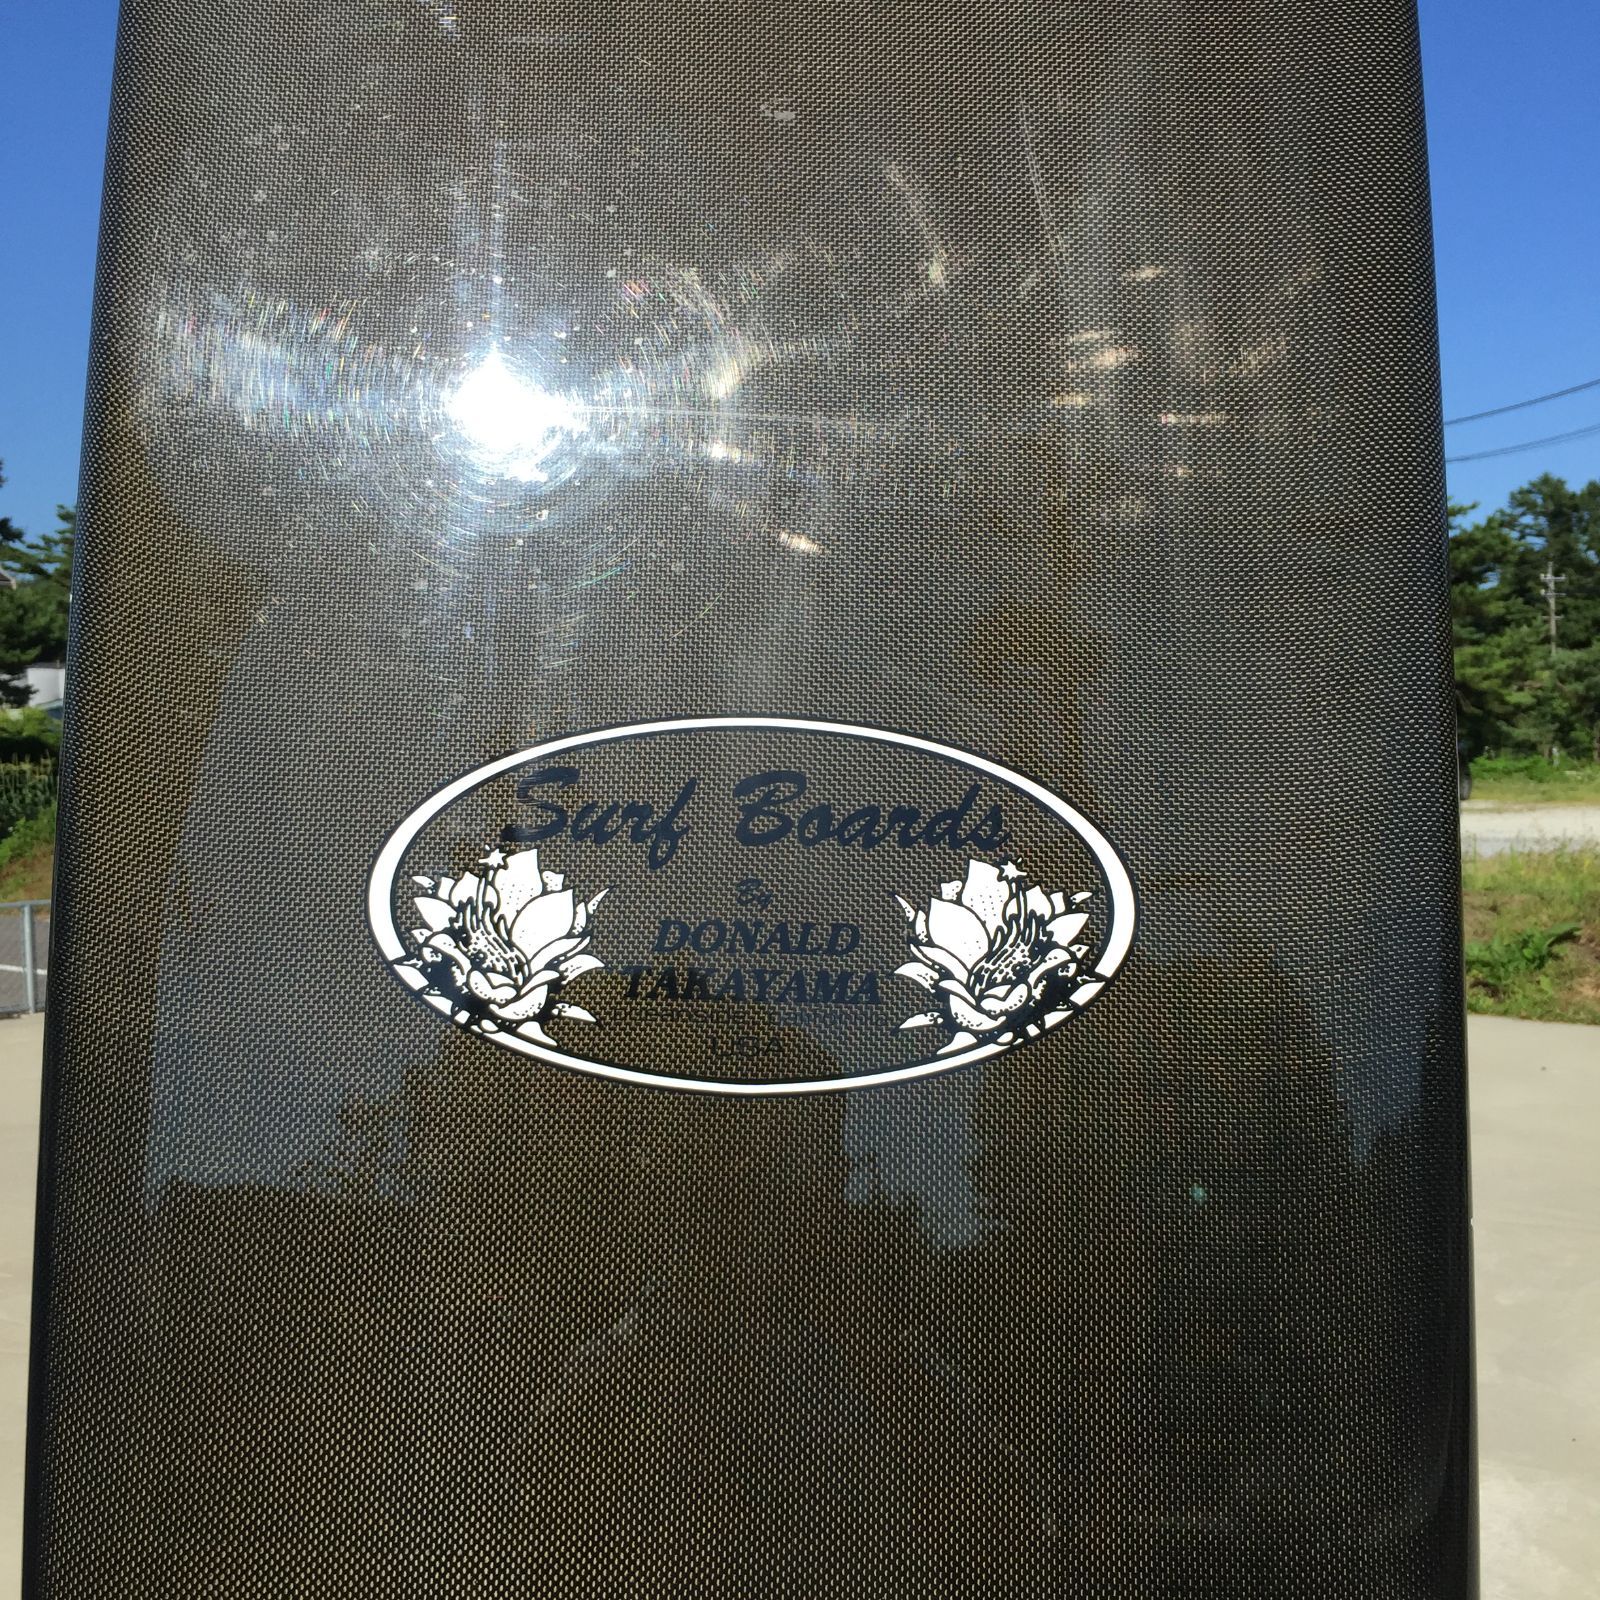 Surf Boards
By
DONALD
TAKAYAMA
USA